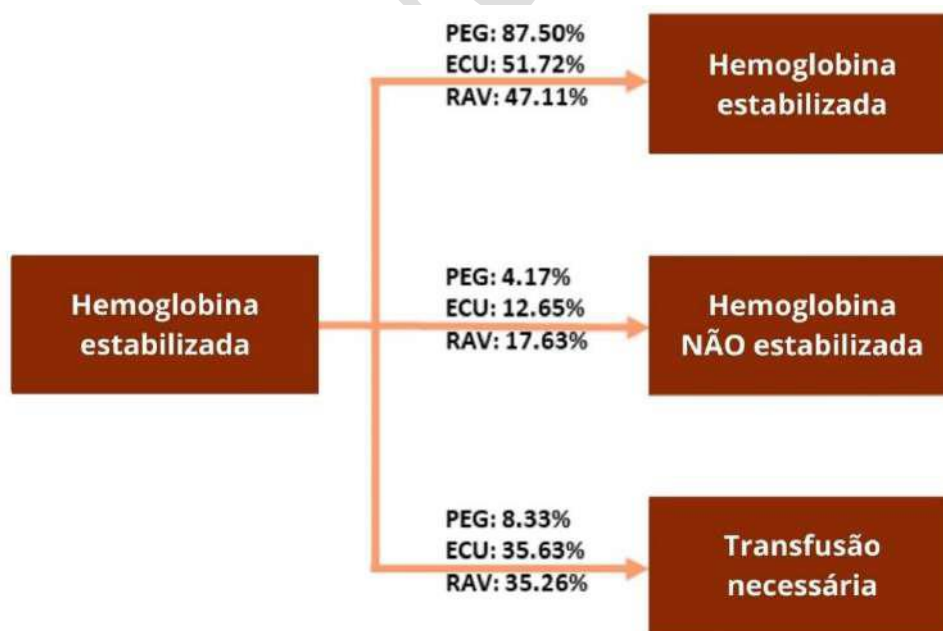 PEG: 87.50%
ECU: 51.72%
RAV: 47.11%
Hemoglobina
estabilizada
Hemoglobina
estabilizada
PEG: 4.17%
ECU: 12.65%
RAV: 17.63%
Hemoglobina
NÃO estabilizada
PEG: 8.33%
ECU: 35.63%
RAV: 35.26%
Transfusão
necessária